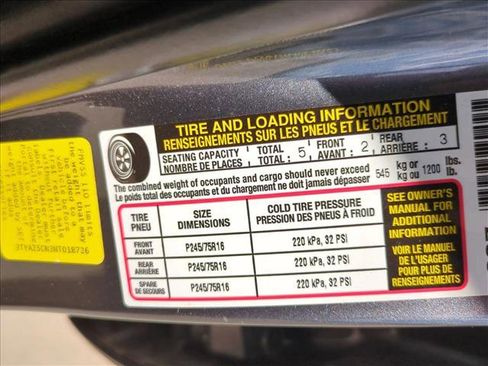 TIRE AND LOADING INFORMATION
RENSEIGNEMENTS SUR LES PNEUS ET LE CHARGEMENT
SEATING CAPACITY TOTAL FRONT REAR
NOMBRE DE PLACES TOTAL : 5 AVANT : 2 ARRIÈRE : 3
The combined weight of occupants and cargo should never exceed 545 kg or 1200 lbs.
Le poids total des occupants et du chargement ne doit jamais dépasser kg ou lb.
TIRE SIZE COLD TIRE PRESSURE
PNEU DIMENSIONS PRESSION DES PNEUS À FROID
FRONT
AVANT P245/75R16 220 kPa, 32 PSI
REAR
ARRIÈRE P245/75R16 220 kPa, 32 PSI
SPARE
DE SECOURS P245/75R16 220 kPa, 32 PSI
SEE OWNER'S
MANUAL FOR
ADDITIONAL
INFORMATION
VOIR LE MANUEL
DE L'USAGER
POUR PLUS DE
RENSEIGNEMENTS